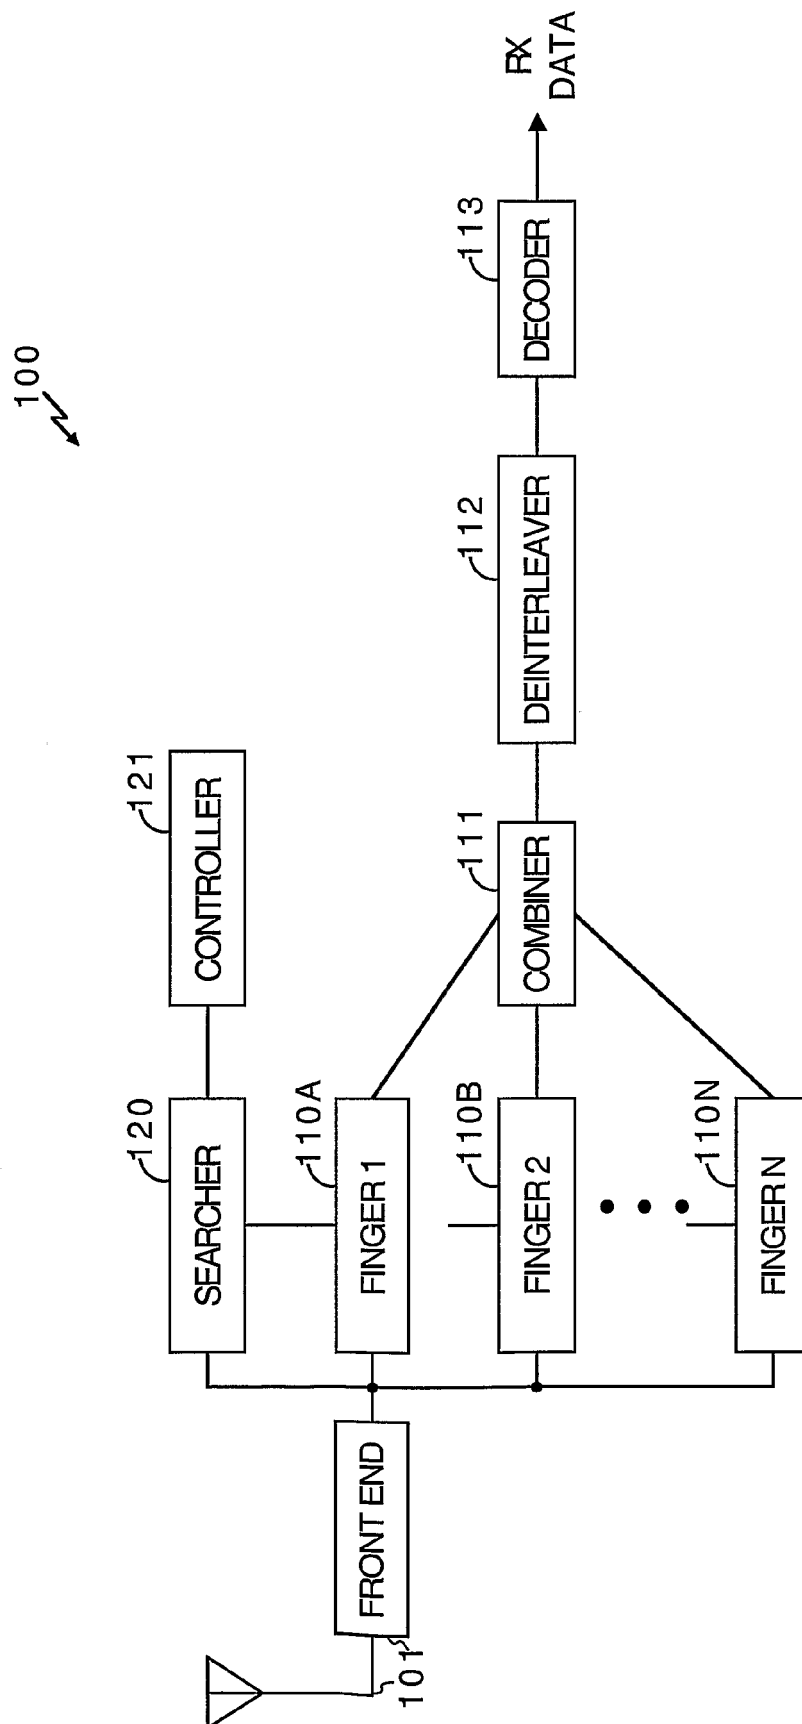 100
120
SEARCHER
121
CONTROLLER
101
101
FRONT END
110A
FINGER 1
110B
FINGER 2
110N
FINGER N
111
COMBINER
112
DEINTERLEAVER
113
DECODER
RX
DATA